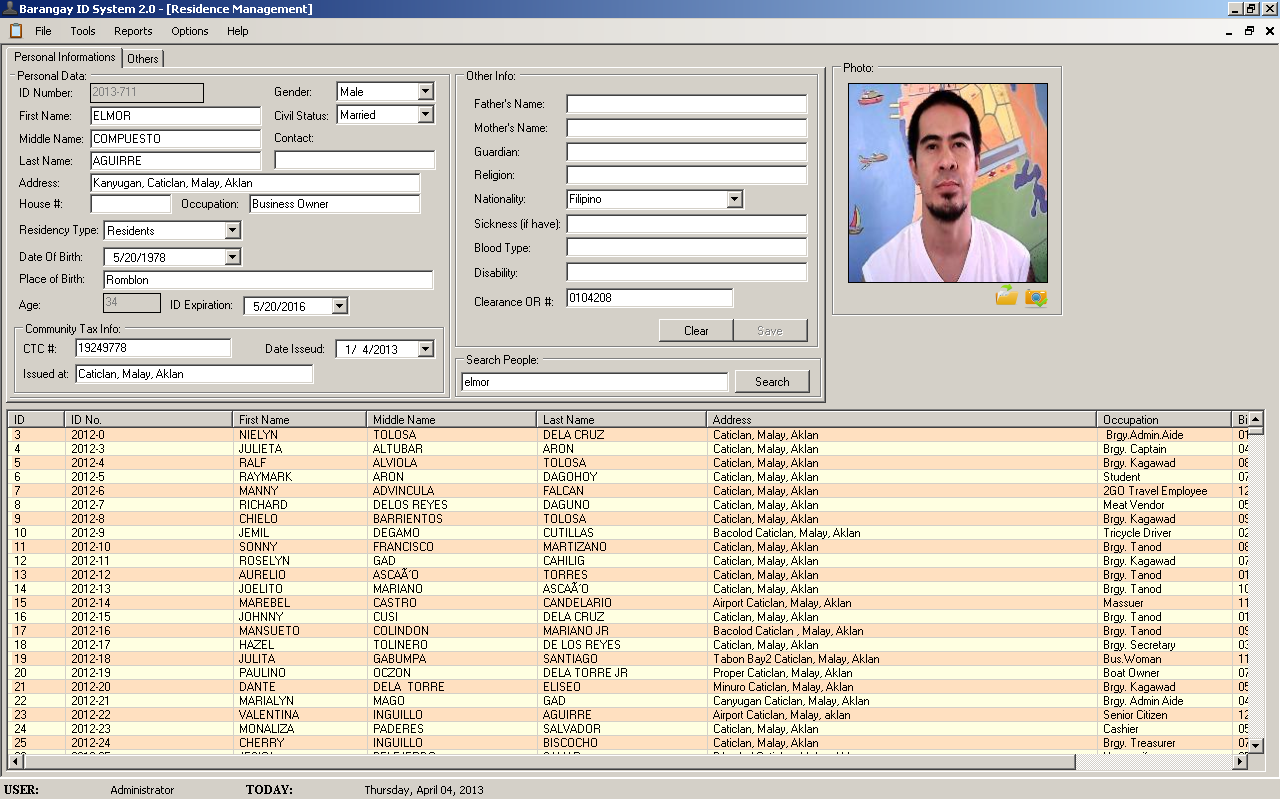 Barangay ID System 2.0 - [Residence Management]
File Tools Reports Options Help
Personal Informations Others
Personal Data:
ID Number: 2013-711 Gender: Male
First Name: ELMOR Civil Status: Married
Middle Name: COMPUESTO Contact:
Last Name: AGUIRRE
Address: Kanyugan, Caticlan, Malay, Aklan
House #: Occupation: Business Owner
Residency Type: Residents
Date Of Birth: 5/20/1978
Place of Birth: Romblon
Age: 34 ID Expiration: 5/20/2016
Community Tax Info:
CTC #: 19249778 Date Isseud: 1/ 4/2013
Issued at: Caticlan, Malay, Aklan
Other Info:
Father's Name:
Mother's Name:
Guardian:
Religion:
Nationality: Filipino
Sickness (if have):
Blood Type:
Disability:
Clearance OR #: 0104208
Clear Save
Search People:
elmor Search
Photo:
ID ID No. First Name Middle Name Last Name Address Occupation Bi
3 2012-0 NIELYN TOLOSA DELA CRUZ Caticlan, Malay, Aklan Brgy.Admin.Aide 01
4 2012-3 JULIETA ALTUBAR ARON Caticlan, Malay, Aklan Brgy. Captain 04
5 2012-4 RALF ALVIOLA TOLOSA Caticlan, Malay, Aklan Brgy. Kagawad 08
6 2012-5 RAYMARK ARON DAGOHOY Caticlan, Malay, Aklan Student 07
7 2012-6 MANNY ADVINCULA FALCAN Caticlan, Malay, Aklan 2GO Travel Employee 12
8 2012-7 RICHARD DELOS REYES DAGUNO Caticlan, Malay, Aklan Meat Vendor 05
9 2012-8 CHIELO BARRIENTOS TOLOSA Caticlan, Malay, Aklan Brgy. Kagawad 09
10 2012-9 JEMIL DEGAMO CUTILLAS Bacolod Caticlan, Malay, Aklan Tricycle Driver 02
11 2012-10 SONNY FRANCISCO MARTIZANO Caticlan, Malay, Aklan Brgy. Tanod 08
12 2012-11 ROSELYN GAD CAHILIG Caticlan, Malay, Aklan Brgy. Kagawad 07
13 2012-12 AURELIO ASCAÃ´O TORRES Caticlan, Malay, Aklan Brgy. Tanod 01
14 2012-13 JOELITO MARIANO ASCAÃ´O Caticlan, Malay, Aklan Brgy. Tanod 10
15 2012-14 MAREBEL CASTRO CANDELARIO Airport Caticlan, Malay, Aklan Massuer 11
16 2012-15 JOHNNY CUSI DELA CRUZ Caticlan, Malay, Aklan Brgy. Tanod 01
17 2012-16 MANSUETO COLINDON MARIANO JR Bacolod Caticlan , Malay, Aklan Brgy. Tanod 09
18 2012-17 HAZEL TOLINERO DE LOS REYES Caticlan, Malay, Aklan Brgy. Secretary 03
19 2012-18 JULITA GABUMPA SANTIAGO Tabon Bay2 Caticlan, Malay, Aklan Bus.Woman 11
20 2012-19 PAULINO OCZON DELA TORRE JR Proper Caticlan, Malay, Aklan Boat Owner 07
21 2012-20 DANTE DELA TORRE ELISEO Minuro Caticlan, Malay, Aklan Brgy. Kagawad 05
22 2012-21 MARIALYN MAGO GAD Canyugan Caticlan, Malay, Aklan Brgy. Admin Aide 04
23 2012-22 VALENTINA INGUILLO AGUIRRE Airport Caticlan, Malay, aklan Senior Citizen 12
24 2012-23 MONALIZA PADERES SALVADOR Caticlan, Malay, Aklan Cashier 05
25 2012-24 CHERRY INGUILLO BISCOCHO Caticlan, Malay, Aklan Brgy. Treasurer 07
USER: Administrator TODAY: Thursday, April 04, 2013